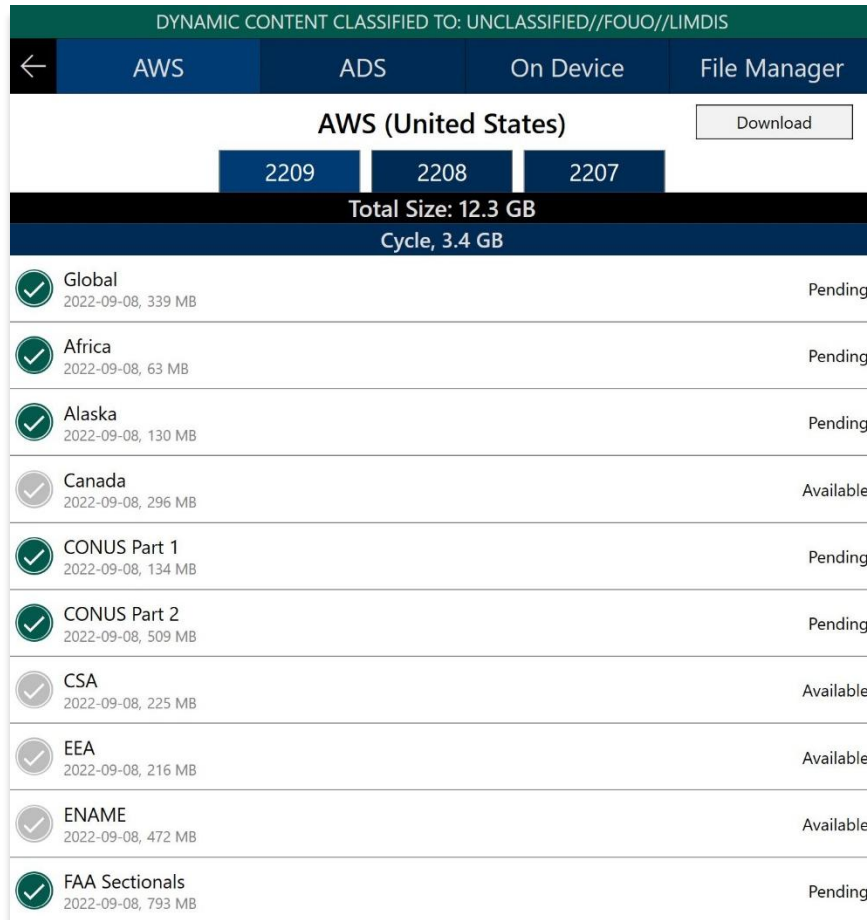 DYNAMIC CONTENT CLASSIFIED TO: UNCLASSIFIED//FOUO//LIMDIS
AWS ADS On Device File Manager
AWS (United States) Download
2209 2208 2207
Total Size: 12.3 GB
Cycle, 3.4 GB
Global
2022-09-08, 339 MB
Pending
Africa
2022-09-08, 63 MB
Pending
Alaska
2022-09-08, 130 MB
Pending
Canada
2022-09-08, 296 MB
Available
CONUS Part 1
2022-09-08, 134 MB
Pending
CONUS Part 2
2022-09-08, 509 MB
Pending
CSA
2022-09-08, 225 MB
Available
EEA
2022-09-08, 216 MB
Available
ENAME
2022-09-08, 472 MB
Available
FAA Sectionals
2022-09-08, 793 MB
Pending